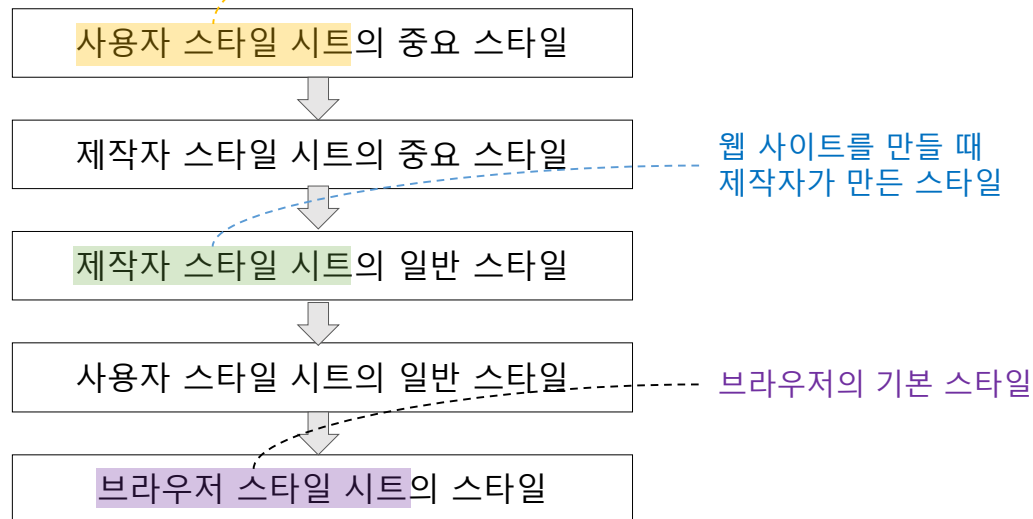 사용자 스타일 시트의 중요 스타일
제작자 스타일 시트의 중요 스타일
웹 사이트를 만들 때
제작자가 만든 스타일
제작자 스타일 시트의 일반 스타일
사용자 스타일 시트의 일반 스타일
브라우저의 기본 스타일
브라우저 스타일 시트의 스타일